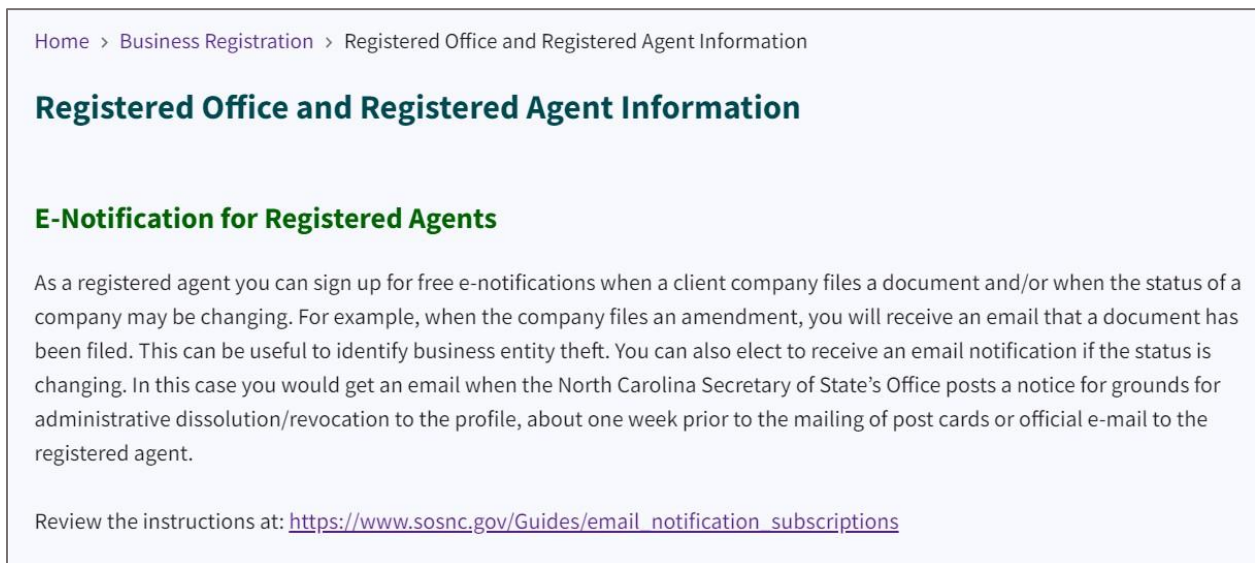 Home > Business Registration > Registered Office and Registered Agent Information
Registered Office and Registered Agent Information
E-Notification for Registered Agents
As a registered agent you can sign up for free e-notifications when a client company files a document and/or when the status of a
company may be changing. For example, when the company files an amendment, you will receive an email that a document has
been filed. This can be useful to identify business entity theft. You can also elect to receive an email notification if the status is
changing. In this case you would get an email when the North Carolina Secretary of State’s Office posts a notice for grounds for
administrative dissolution/revocation to the profile, about one week prior to the mailing of post cards or official e-mail to the
registered agent.
Review the instructions at: https://www.sosnc.gov/Guides/email_notification_subscriptions